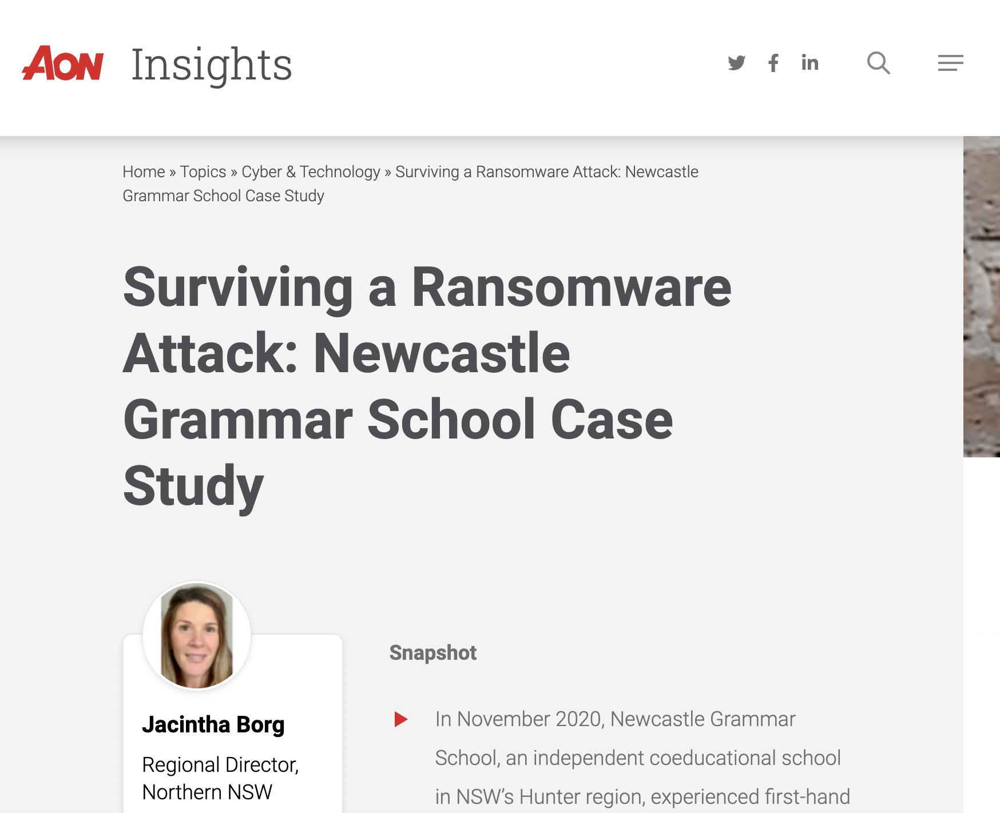 AON Insights
Home » Topics » Cyber & Technology » Surviving a Ransomware Attack: Newcastle
Grammar School Case Study
Surviving a Ransomware
Attack: Newcastle
Grammar School Case
Study
Jacintha Borg
Regional Director,
Northern NSW
Snapshot
In November 2020, Newcastle Grammar
School, an independent coeducational school
in NSW’s Hunter region, experienced first-hand